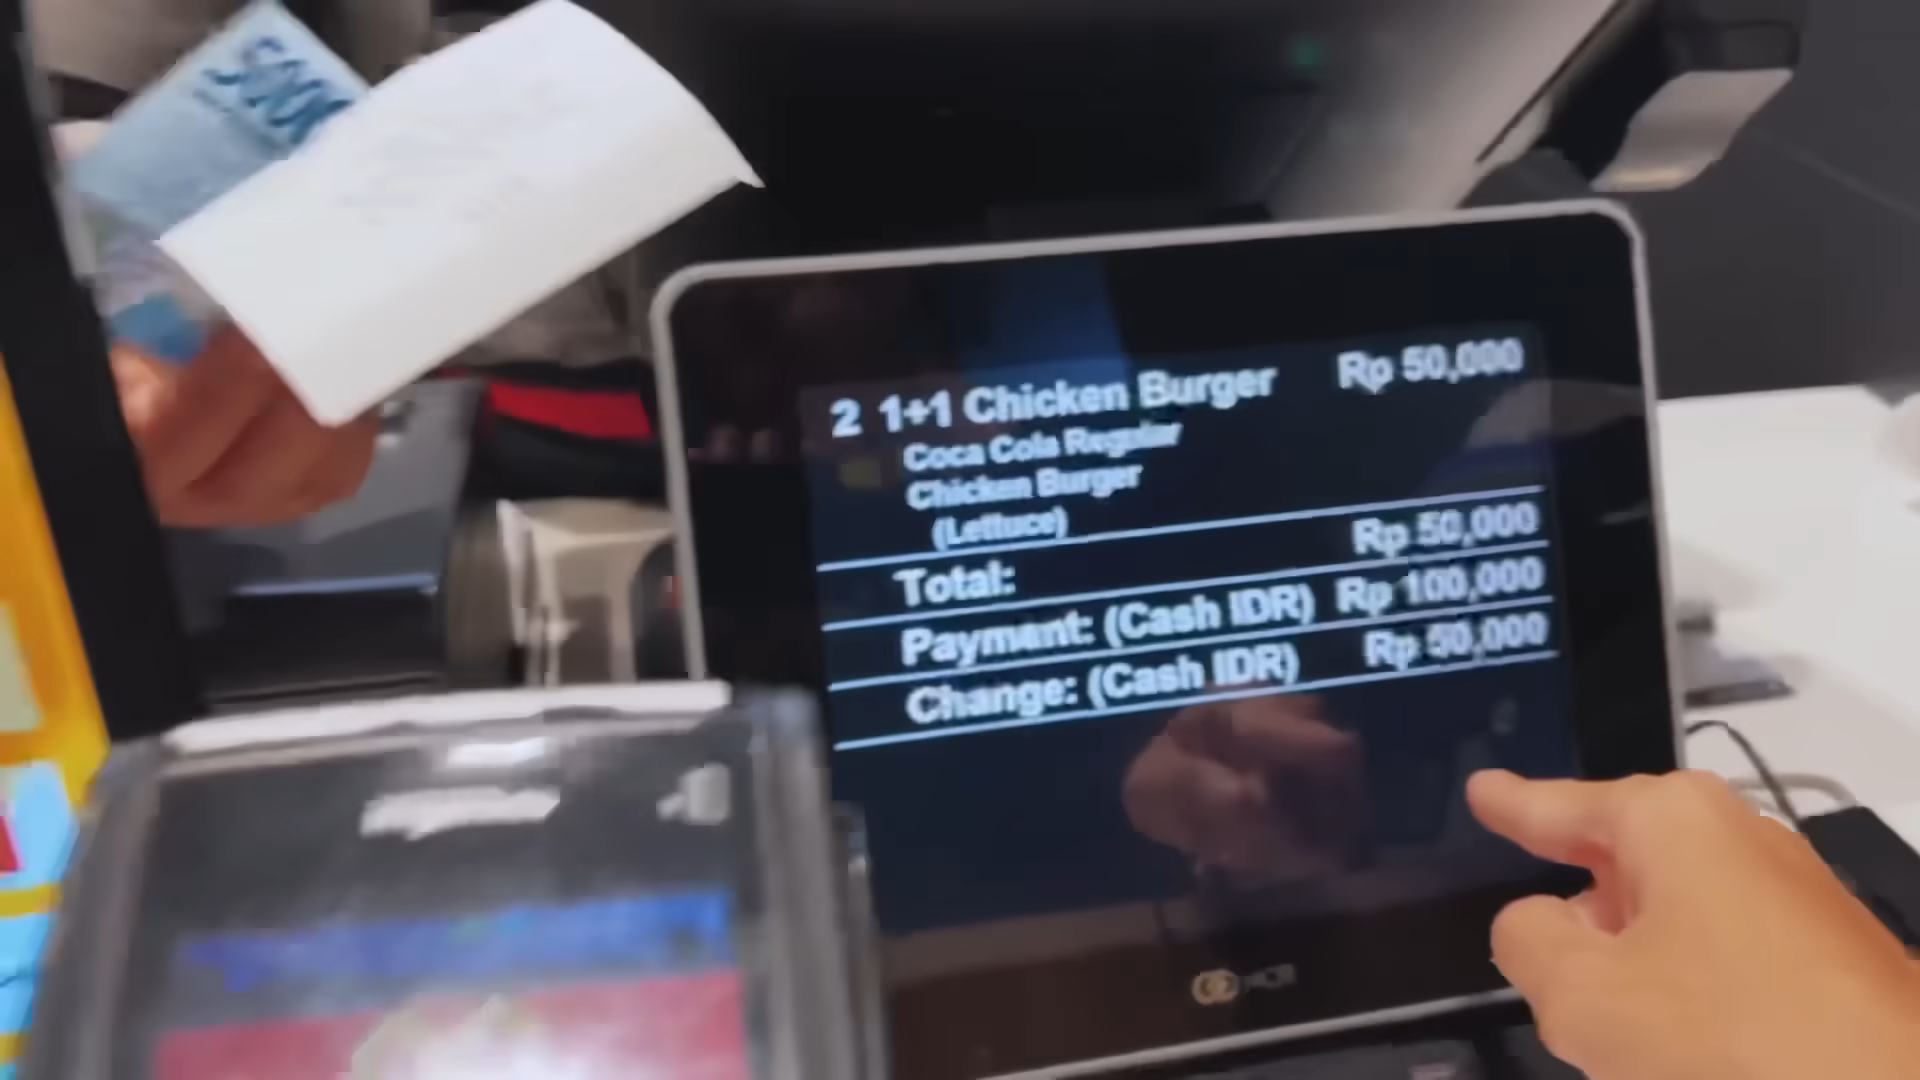 2 1+1 Chicken Burger Rp 50,000
Coca Cola Regular
Chicken Burger
(Lettuce)
Total: Rp 50,000
Payment: (Cash IDR) Rp 100,000
Change: (Cash IDR) Rp 50,000
NCR